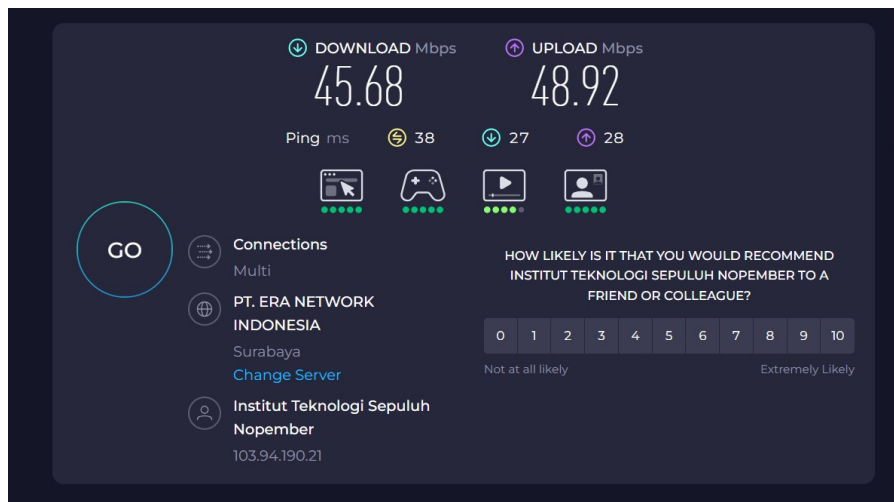 DOWNLOAD Mbps
UPLOAD Mbps
45.68
48.92
Ping ms 38 27 28
GO
Connections
Multi
PT. ERA NETWORK
INDONESIA
Surabaya
Change Server
Institut Teknologi Sepuluh
Nopember
103.94.190.21
HOW LIKELY IS IT THAT YOU WOULD RECOMMEND
INSTITUT TEKNOLOGI SEPULUH NOPEMBER TO A
FRIEND OR COLLEAGUE?
0 1 2 3 4 5 6 7 8 9 10
Not at all likely
Extremely Likely